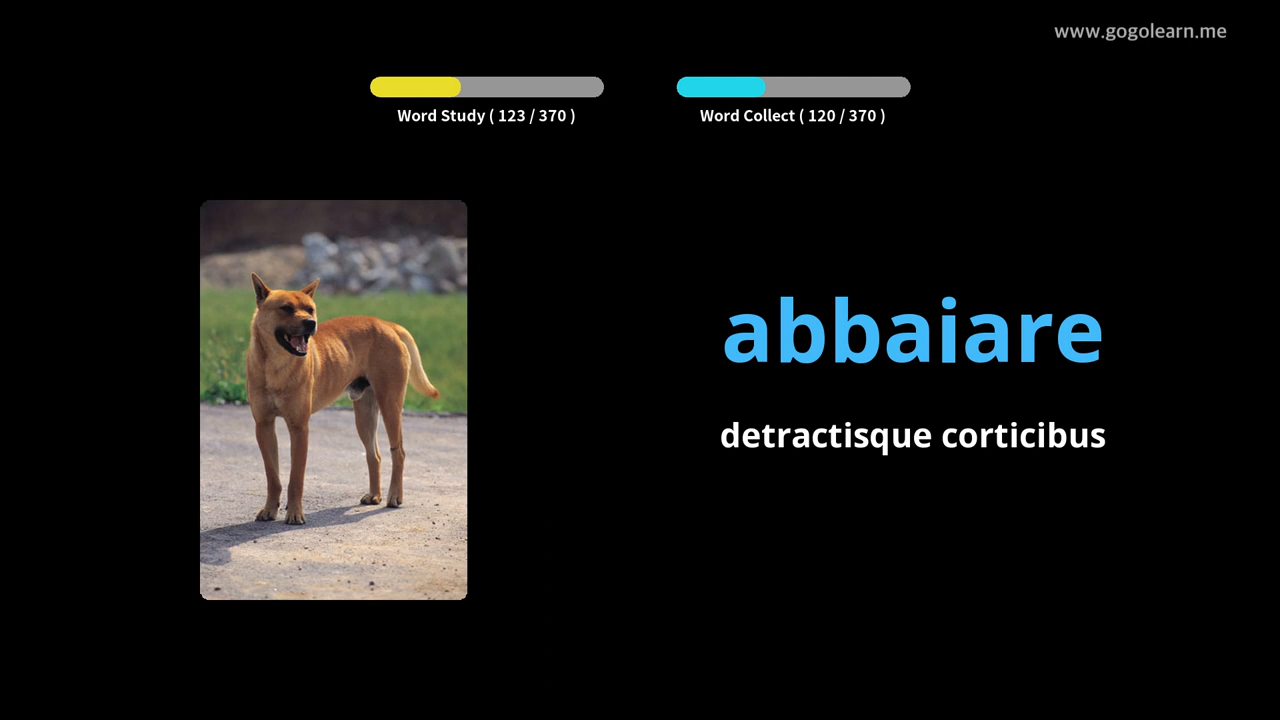 www.gogolearn.me
Word Study ( 123 / 370 )
Word Collect ( 120 / 370 )
abbaiare
detractisque corticibus